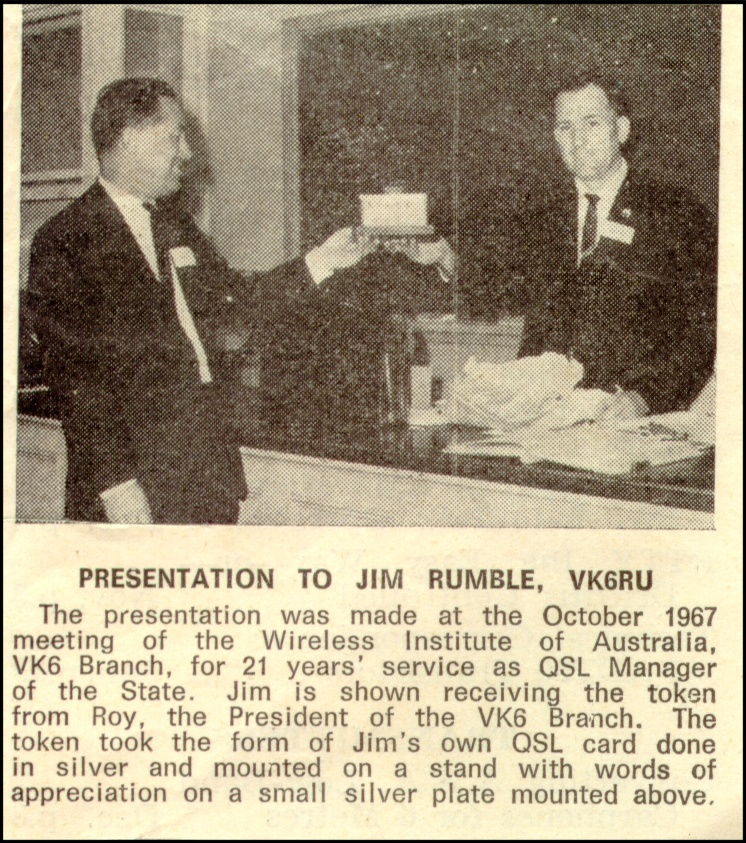 PRESENTATION TO JIM RUMBLE, VK6RU
The presentation was made at the October 1967
meeting of the Wireless Institute of Australia,
VK6 Branch, for 21 years' service as QSL Manager
of the State. Jim is shown receiving the token
from Roy, the President of the VK6 Branch. The
token took the form of Jim's own QSL card done
in silver and mounted on a stand with words of
appreciation on a small silver plate mounted above.